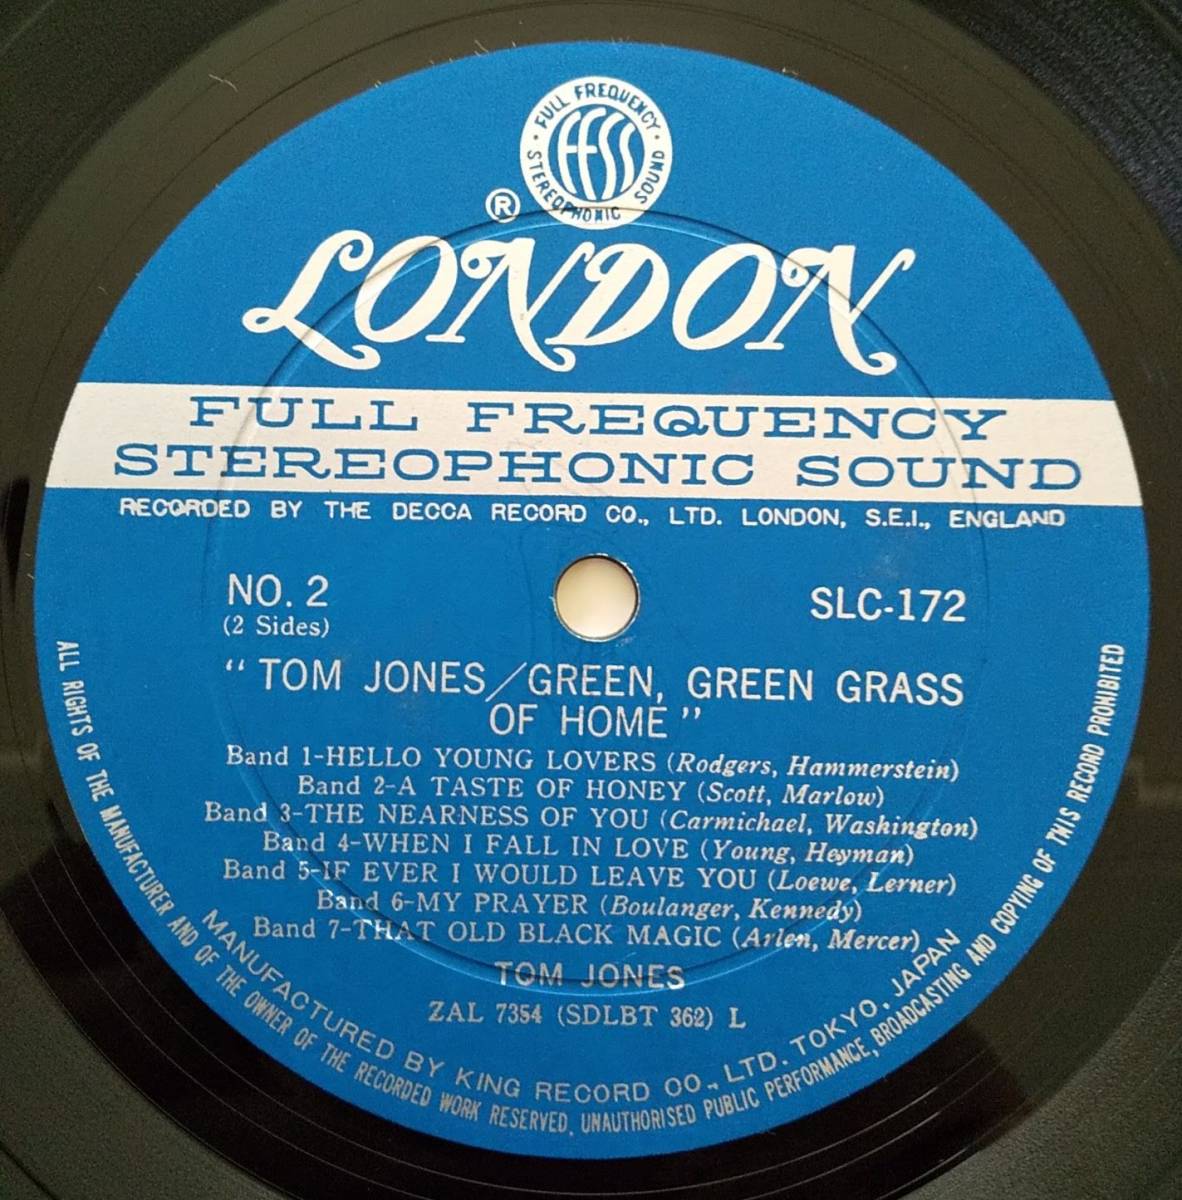 FULL FREQUENCY
FFSS
STEREOPHONIC SOUND
®
LONDON
FULL FREQUENCY
STEREOPHONIC SOUND
RECORDED BY THE DECCA RECORD CO., LTD. LONDON, S.E.I., ENGLAND
NO. 2
(2 Sides)
SLC-172
"TOM JONES/GREEN, GREEN GRASS
OF HOME"
Band 1-HELLO YOUNG LOVERS (Rodgers, Hammerstein)
Band 2-A TASTE OF HONEY (Scott, Marlow)
Band 3-THE NEARNESS OF YOU (Carmichael, Washington)
Band 4-WHEN I FALL IN LOVE (Young, Heyman)
Band 5-IF EVER I WOULD LEAVE YOU (Loewe, Lerner)
Band 6-MY PRAYER (Boulanger, Kennedy)
Band 7-THAT OLD BLACK MAGIC (Arlen, Mercer)
TOM JONES
ZAL 7354 (SDLBT 362) L
MANUFACTURED BY KING RECORD CO., LTD. TOKYO. JAPAN
ALL RIGHTS OF THE MANUFACTURER AND OF THE OWNER OF THE RECORDED WORK RESERVED. UNAUTHORISED PUBLIC PERFORMANCE, BROADCASTING AND COPYING OF THIS RECORD PROHIBITED